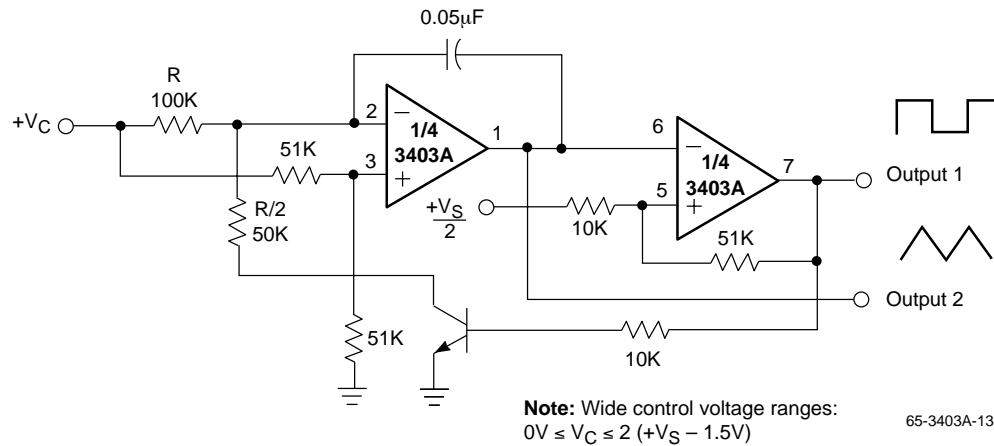 0.05μF
R
100K
+VC
2
−
1/4
3403A
1
3
+
51K
6
−
1/4
3403A
7
5
+
Output 1
+VS
2
10K
R/2
50K
51K
Output 2
51K
10K
Note: Wide control voltage ranges:
0V ≤ VC ≤ 2 (+VS – 1.5V)
65-3403A-13